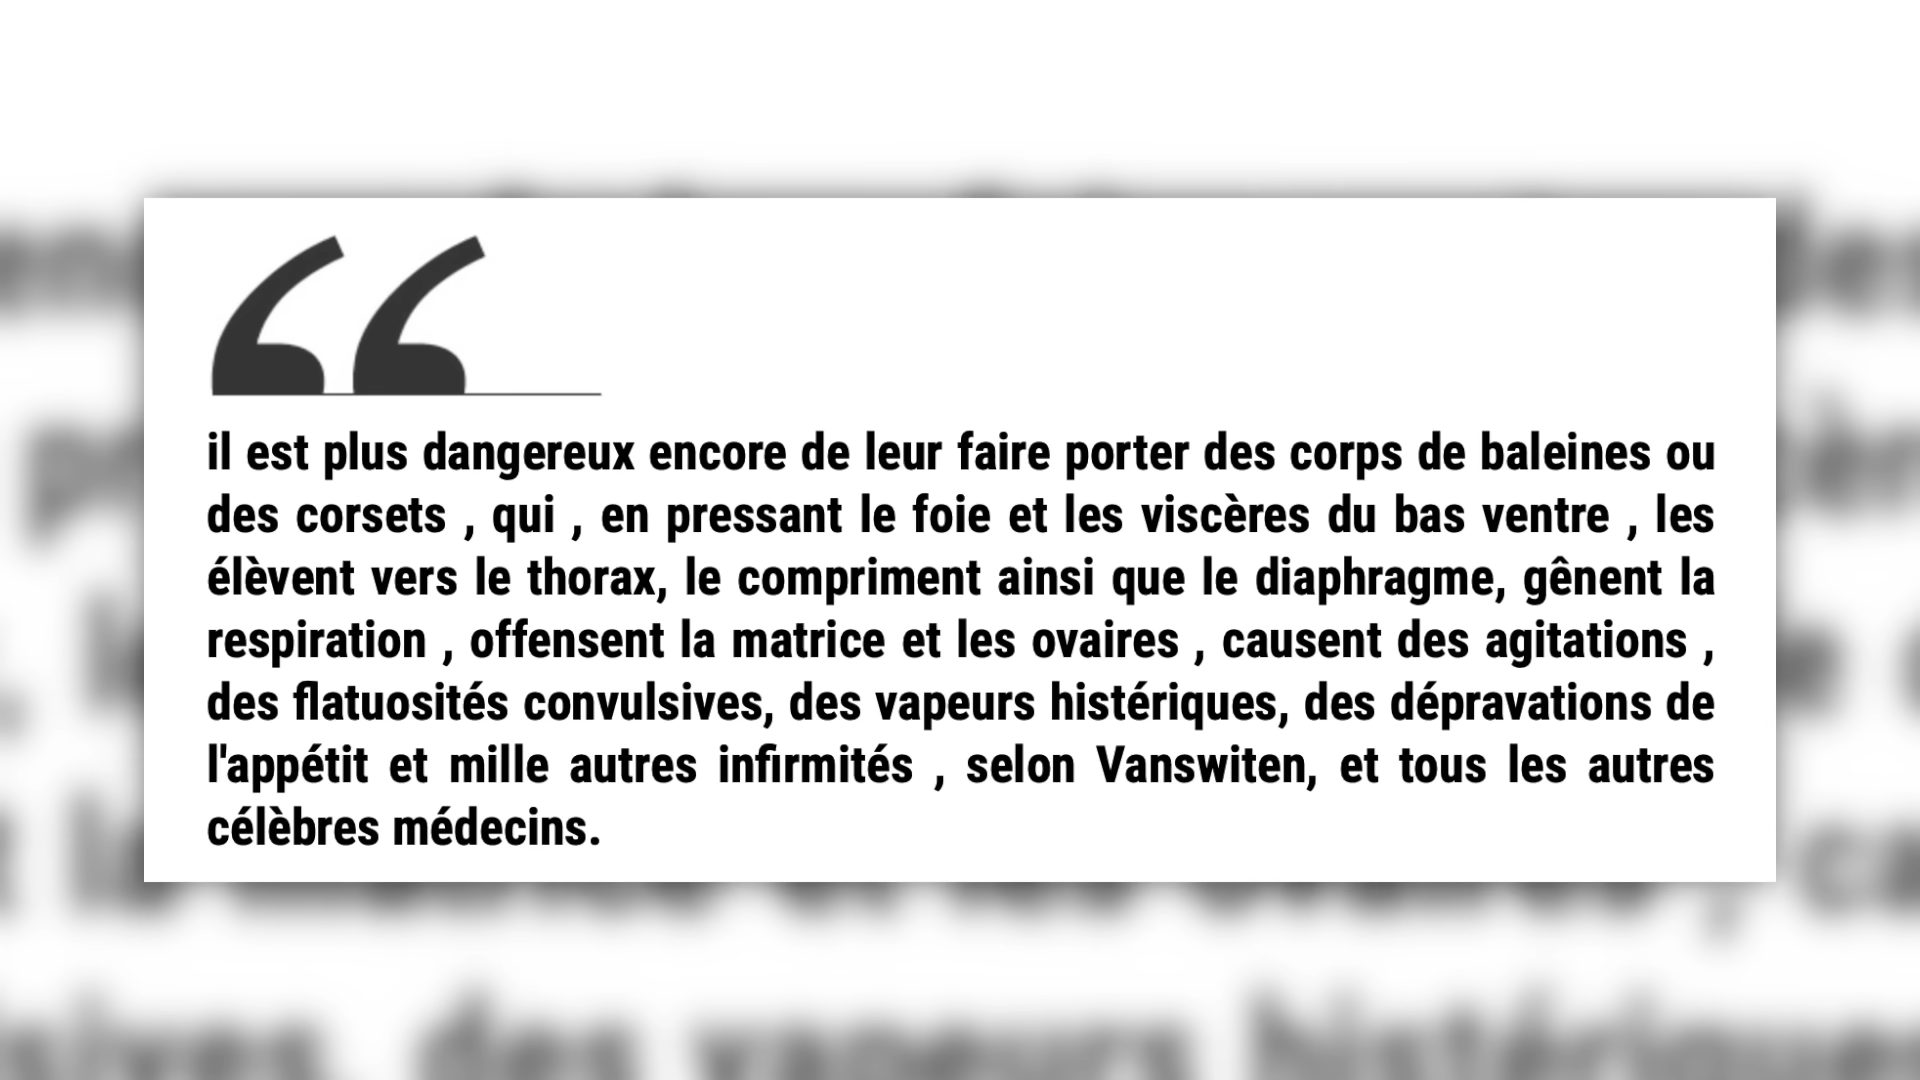 “
il est plus dangereux encore de leur faire porter des corps de baleines ou
des corsets , qui , en pressant le foie et les viscères du bas ventre , les
élèvent vers le thorax, le compriment ainsi que le diaphragme, gênent la
respiration , offensent la matrice et les ovaires , causent des agitations ,
des flatuosités convulsives, des vapeurs histériques, des dépravations de
l'appétit et mille autres infirmités , selon Vanswiten, et tous les autres
célèbres médecins.